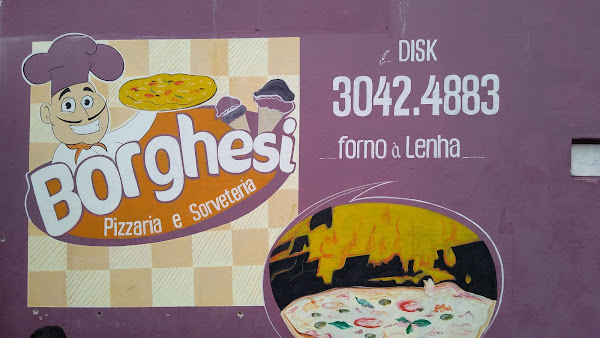 Borghesi
Pizzaria e Sorveteria
DISK
3042.4883
forno à Lenha